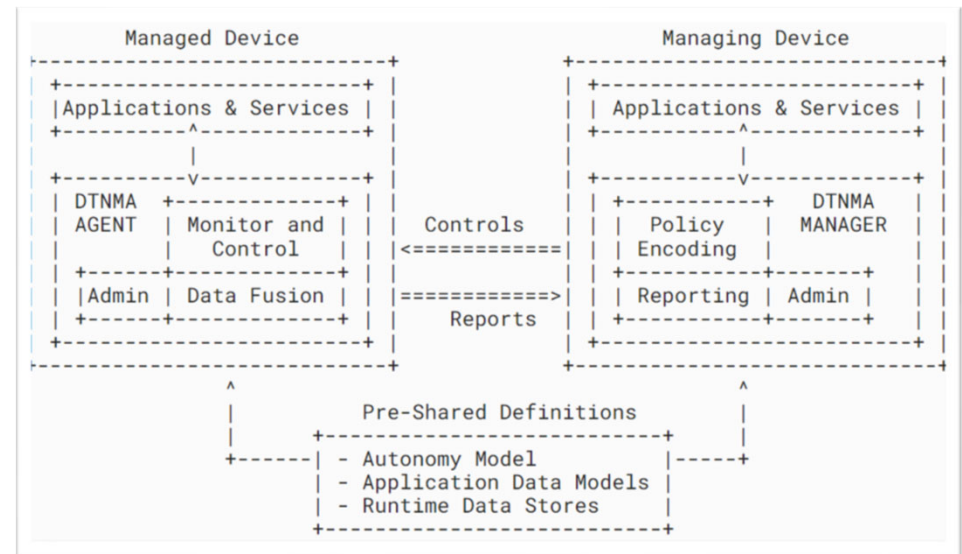 Managed Device Managing Device
Applications & Services Applications & Services
DTNMA DTNMA
AGENT Monitor and Controls Policy MANAGER
Control <============ Encoding
Admin Data Fusion ============> Reporting Admin
Reports
Pre-Shared Definitions
- Autonomy Model
- Application Data Models
- Runtime Data Stores